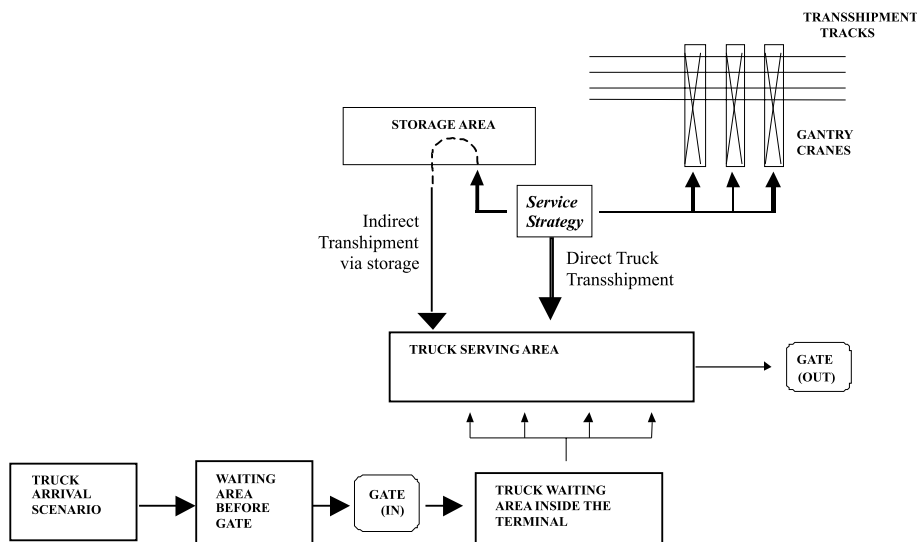 TRANSSHIPMENT
TRACKS
STORAGE AREA
GANTRY
CRANES
Service
Strategy
Indirect
Transhipment
via storage
Direct Truck
Transshipment
TRUCK SERVING AREA
GATE
(OUT)
TRUCK
ARRIVAL
SCENARIO
WAITING
AREA
BEFORE
GATE
GATE
(IN)
TRUCK WAITING
AREA INSIDE THE
TERMINAL